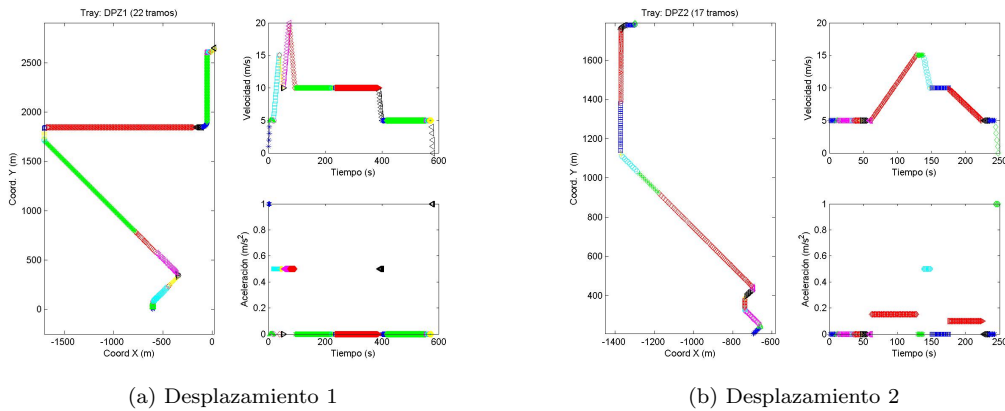 Tray: DPZ1 (22 tramos)
2500
2000
1500
1000
500
0
-1500 -1000 -500 0
Coord X (m)
Coord. Y (m)
20
15
10
5
0
0 200 400 600
Tiempo (s)
Velocidad (m/s)
1
0.8
0.6
0.4
0.2
0
0 200 400 600
Tiempo (s)
Aceleración (m/s²)
(a) Desplazamiento 1
Tray: DPZ2 (17 tramos)
1600
1400
1200
1000
800
600
400
-1400 -1200 -1000 -800 -600
Coord X (m)
Coord. Y (m)
20
15
10
5
0
0 50 100 150 200 250
Tiempo (s)
Velocidad (m/s)
1
0.8
0.6
0.4
0.2
0
0 50 100 150 200 250
Tiempo (s)
Aceleración (m/s²)
(b) Desplazamiento 2